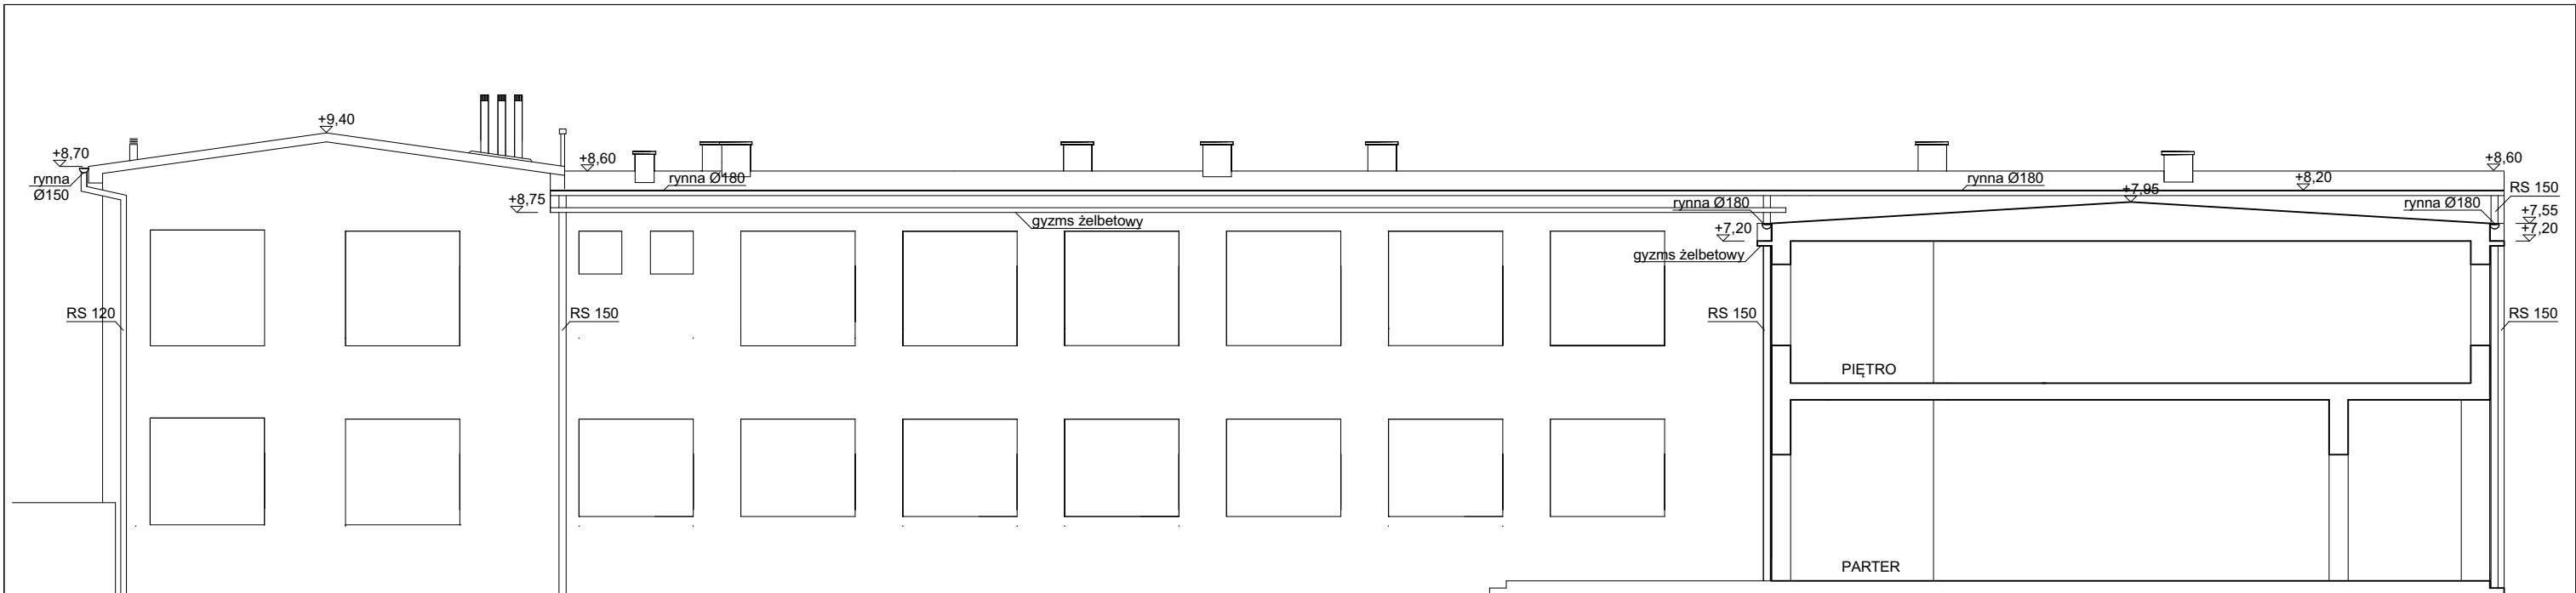 +9,40
+8,70
rynna
Ø150
+8,60
rynna Ø180
+8,75
gyzms żelbetowy
RS 120
RS 150
rynna Ø180
+8,60
+8,20
RS 150
+7,95
rynna Ø180
rynna Ø180
+7,55
+7,20
+7,20
gyzms żelbetowy
RS 150
RS 150
PIĘTRO
PARTER